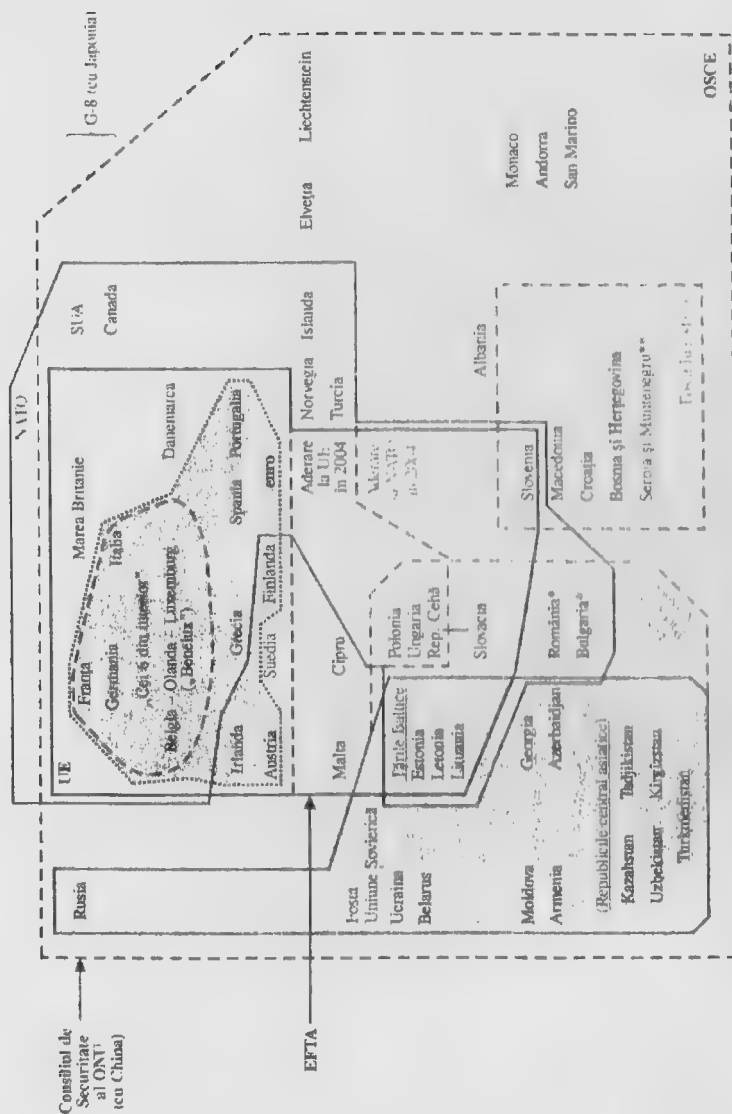 Consiliul de
Securitate
al ONU
(cu China)
G-8 (cu Japonia)
NATO
UE
Rusia
Franța
Marea Britanie
Germania
Italia
SUA
Cei 6 din interior"
Canada
Belgia – Olanda – Luxemburg
("Benelux")
Danemarca
Irlanda
Grecia
Spania
Portugalia
Austria
Suedia
Finlanda
euro
EFTA
Malta
Cipru
Aderare
la UE
în 2004
Norvegia
Islanda
Elveția
Liechtenstein
Turcia
Fosta
Uniune Sovietică
Ucraina
Belarus
Țările Baltice
Estonia
Letonia
Lituania
Polonia
Ungaria
Rep. Cehă
Slovacia
Albania
Slovenia
Macedonia
Croația
Bosnia și Herțegovina
Serbia și Muntenegru**
Monaco
Andorra
San Marino
Moldova
Georgia
Armenia
Azerbaidjan
România*
Bulgaria*
(Republicile central asiatice)
Kazahstan
Tadjikistan
Uzbekistan
Kirgizstan
Turkmenistan
OSCE